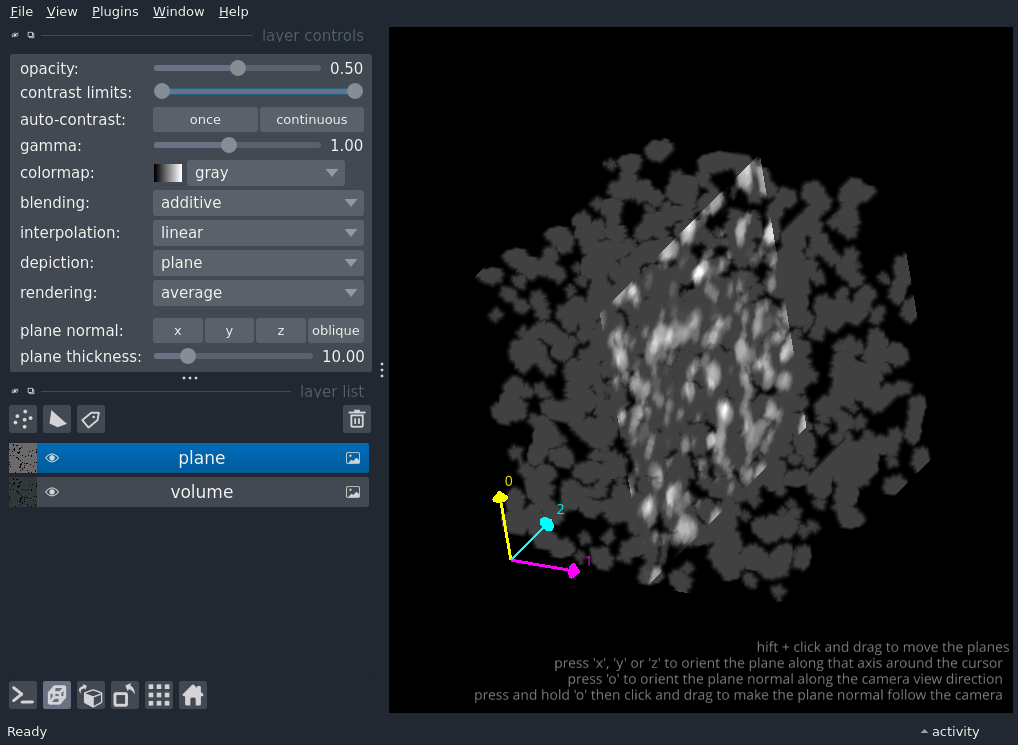 File View Plugins Window Help
layer controls
opacity: 0.50
contrast limits:
auto-contrast: once continuous
gamma: 1.00
colormap: gray
blending: additive
interpolation: linear
depiction: plane
rendering: average
plane normal: x y z oblique
plane thickness: 10.00
layer list
plane
volume
0
2
1
hift + click and drag to move the planes
press 'x', 'y' or 'z' to orient the plane along that axis around the cursor
press 'o' to orient the plane normal along the camera view direction
press and hold 'o' then click and drag to make the plane normal follow the camera
Ready activity